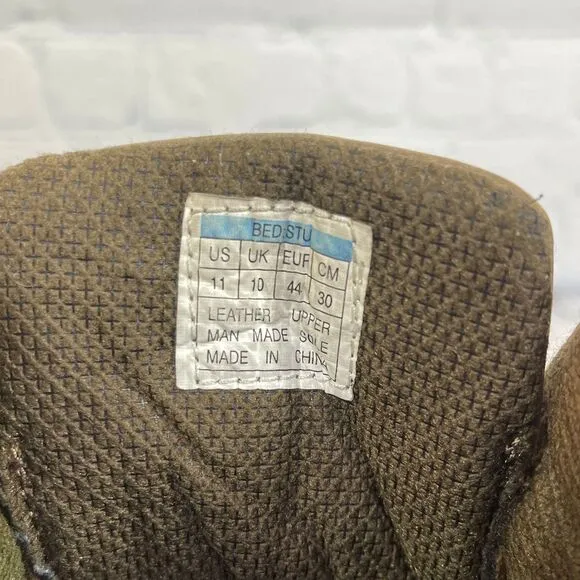 BED:STU
US UK EUR CM
11 10 44 30
LEATHER UPPER
MAN MADE SOLE
MADE IN CHINA